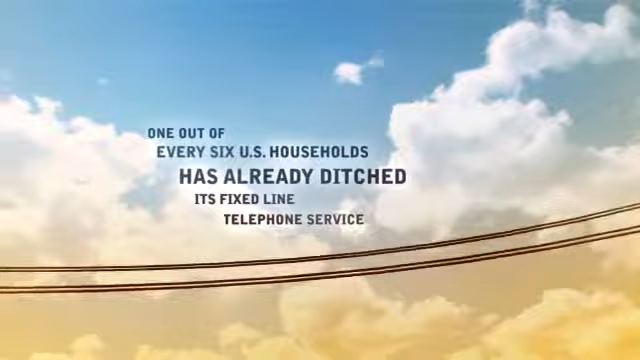 ONE OUT OF
EVERY SIX U.S. HOUSEHOLDS
HAS ALREADY DITCHED
ITS FIXED LINE
TELEPHONE SERVICE